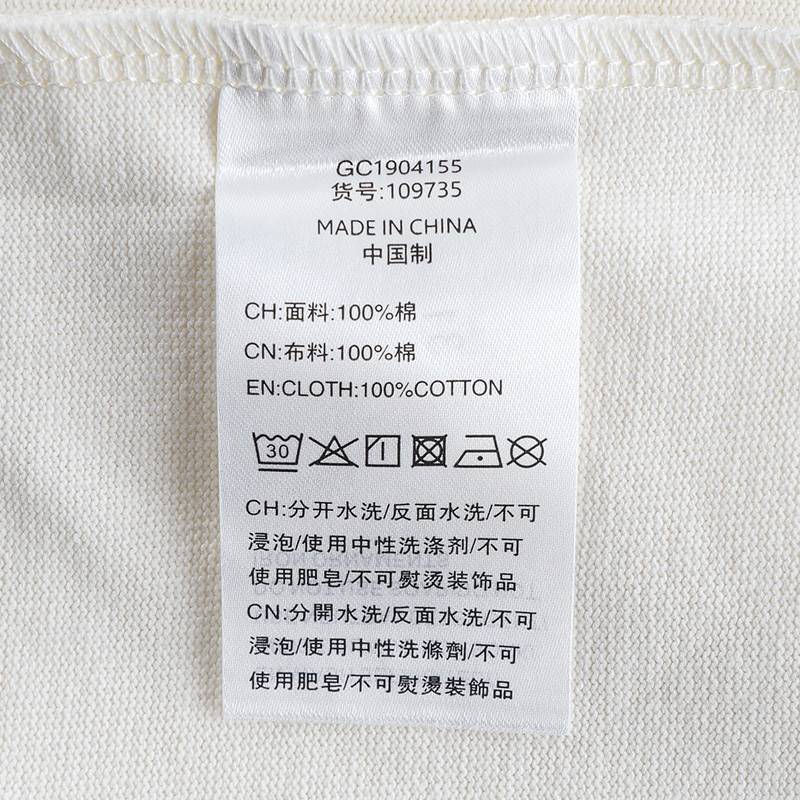 GC1904155
货号:109735
MADE IN CHINA
中国制
CH:面料:100%棉
CN:布料:100%棉
EN:CLOTH:100%COTTON
30
CH:分开水洗/反面水洗/不可
浸泡/使用中性洗涤剂/不可
使用肥皂/不可熨烫装饰品
CN:分開水洗/反面水洗/不可
浸泡/使用中性洗滌劑/不可
使用肥皂/不可熨燙裝飾品